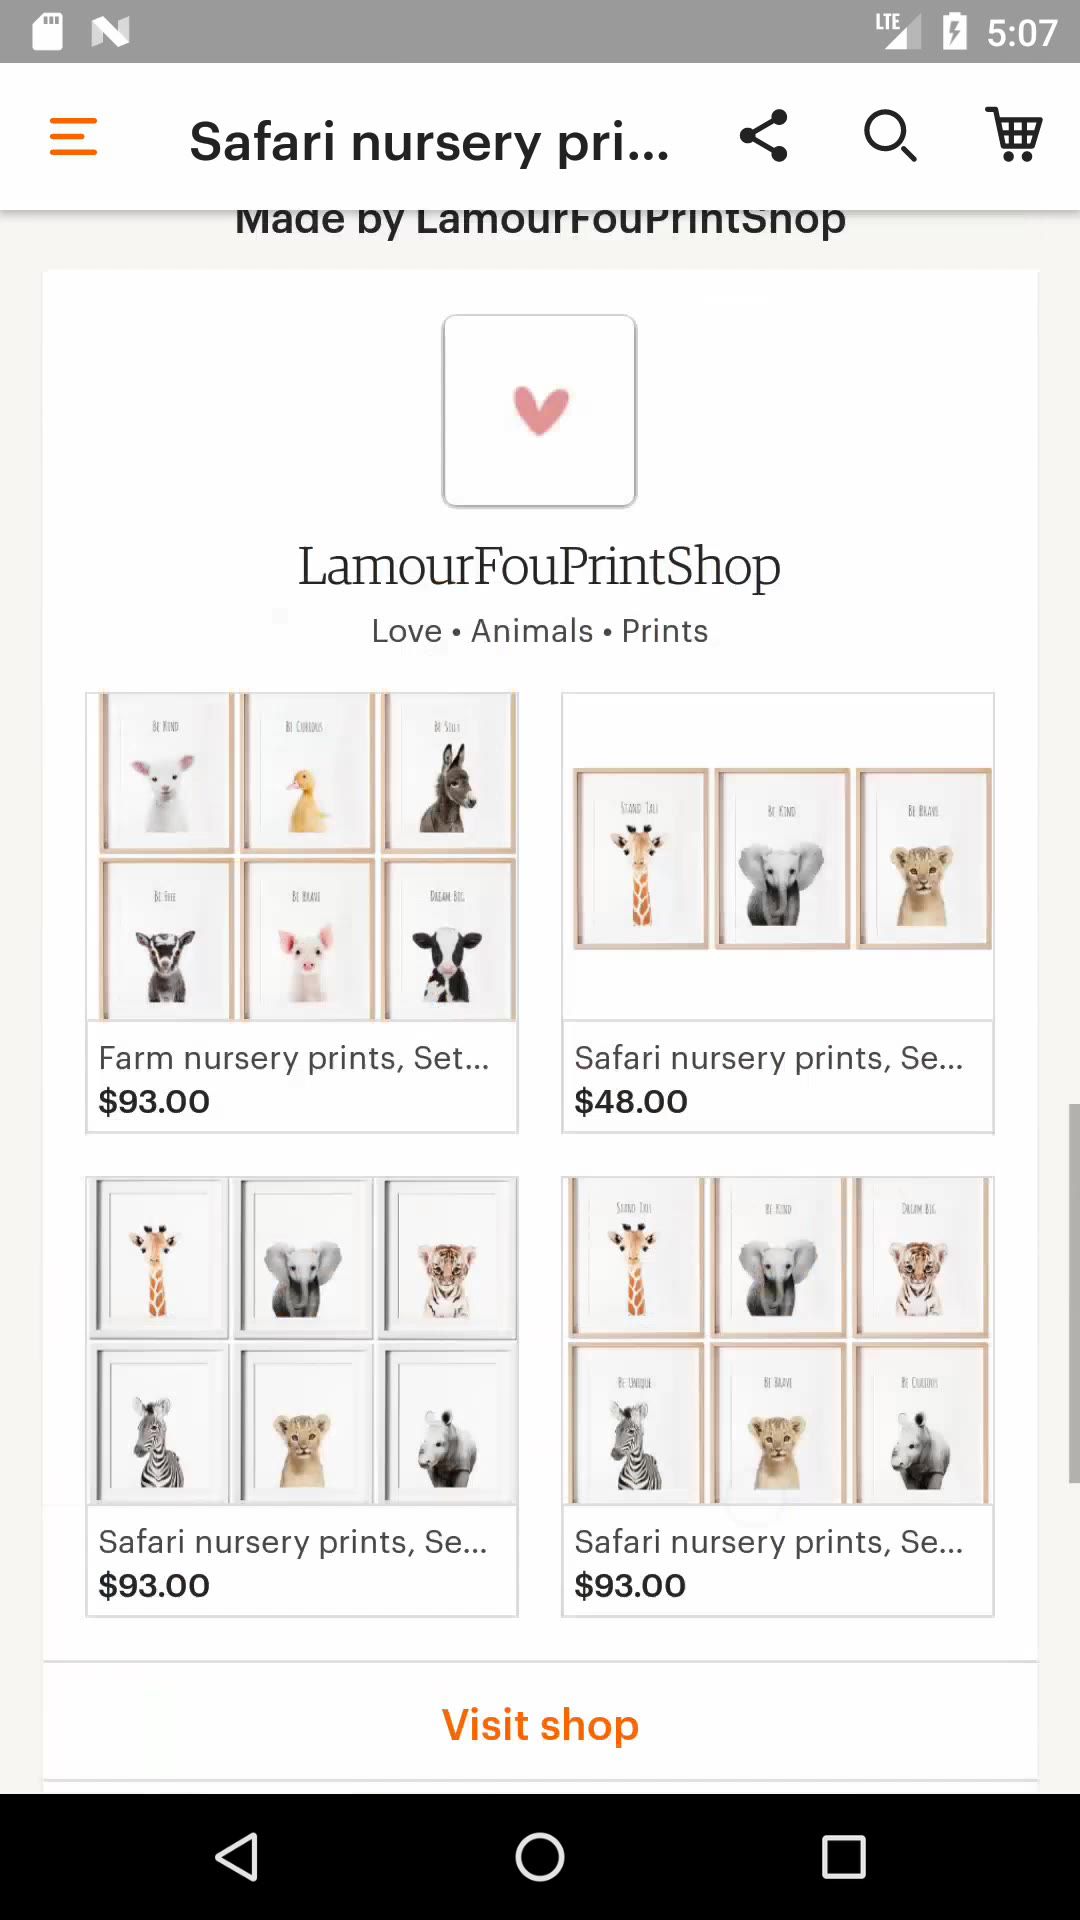 LTE 5:07
Safari nursery pri...
Made by LamourFouPrintShop
LamourFouPrintShop
Love • Animals • Prints
BE KIND BE CURIOUS BE SILLY
BE FREE BE BRAVE DREAM BIG
STAND TALL BE KIND BE BRAVE
Farm nursery prints, Set...
$93.00
Safari nursery prints, Se...
$48.00
STAND TALL BE KIND DREAM BIG
BE UNIQUE BE BRAVE BE CURIOUS
Safari nursery prints, Se...
$93.00
Safari nursery prints, Se...
$93.00
Visit shop